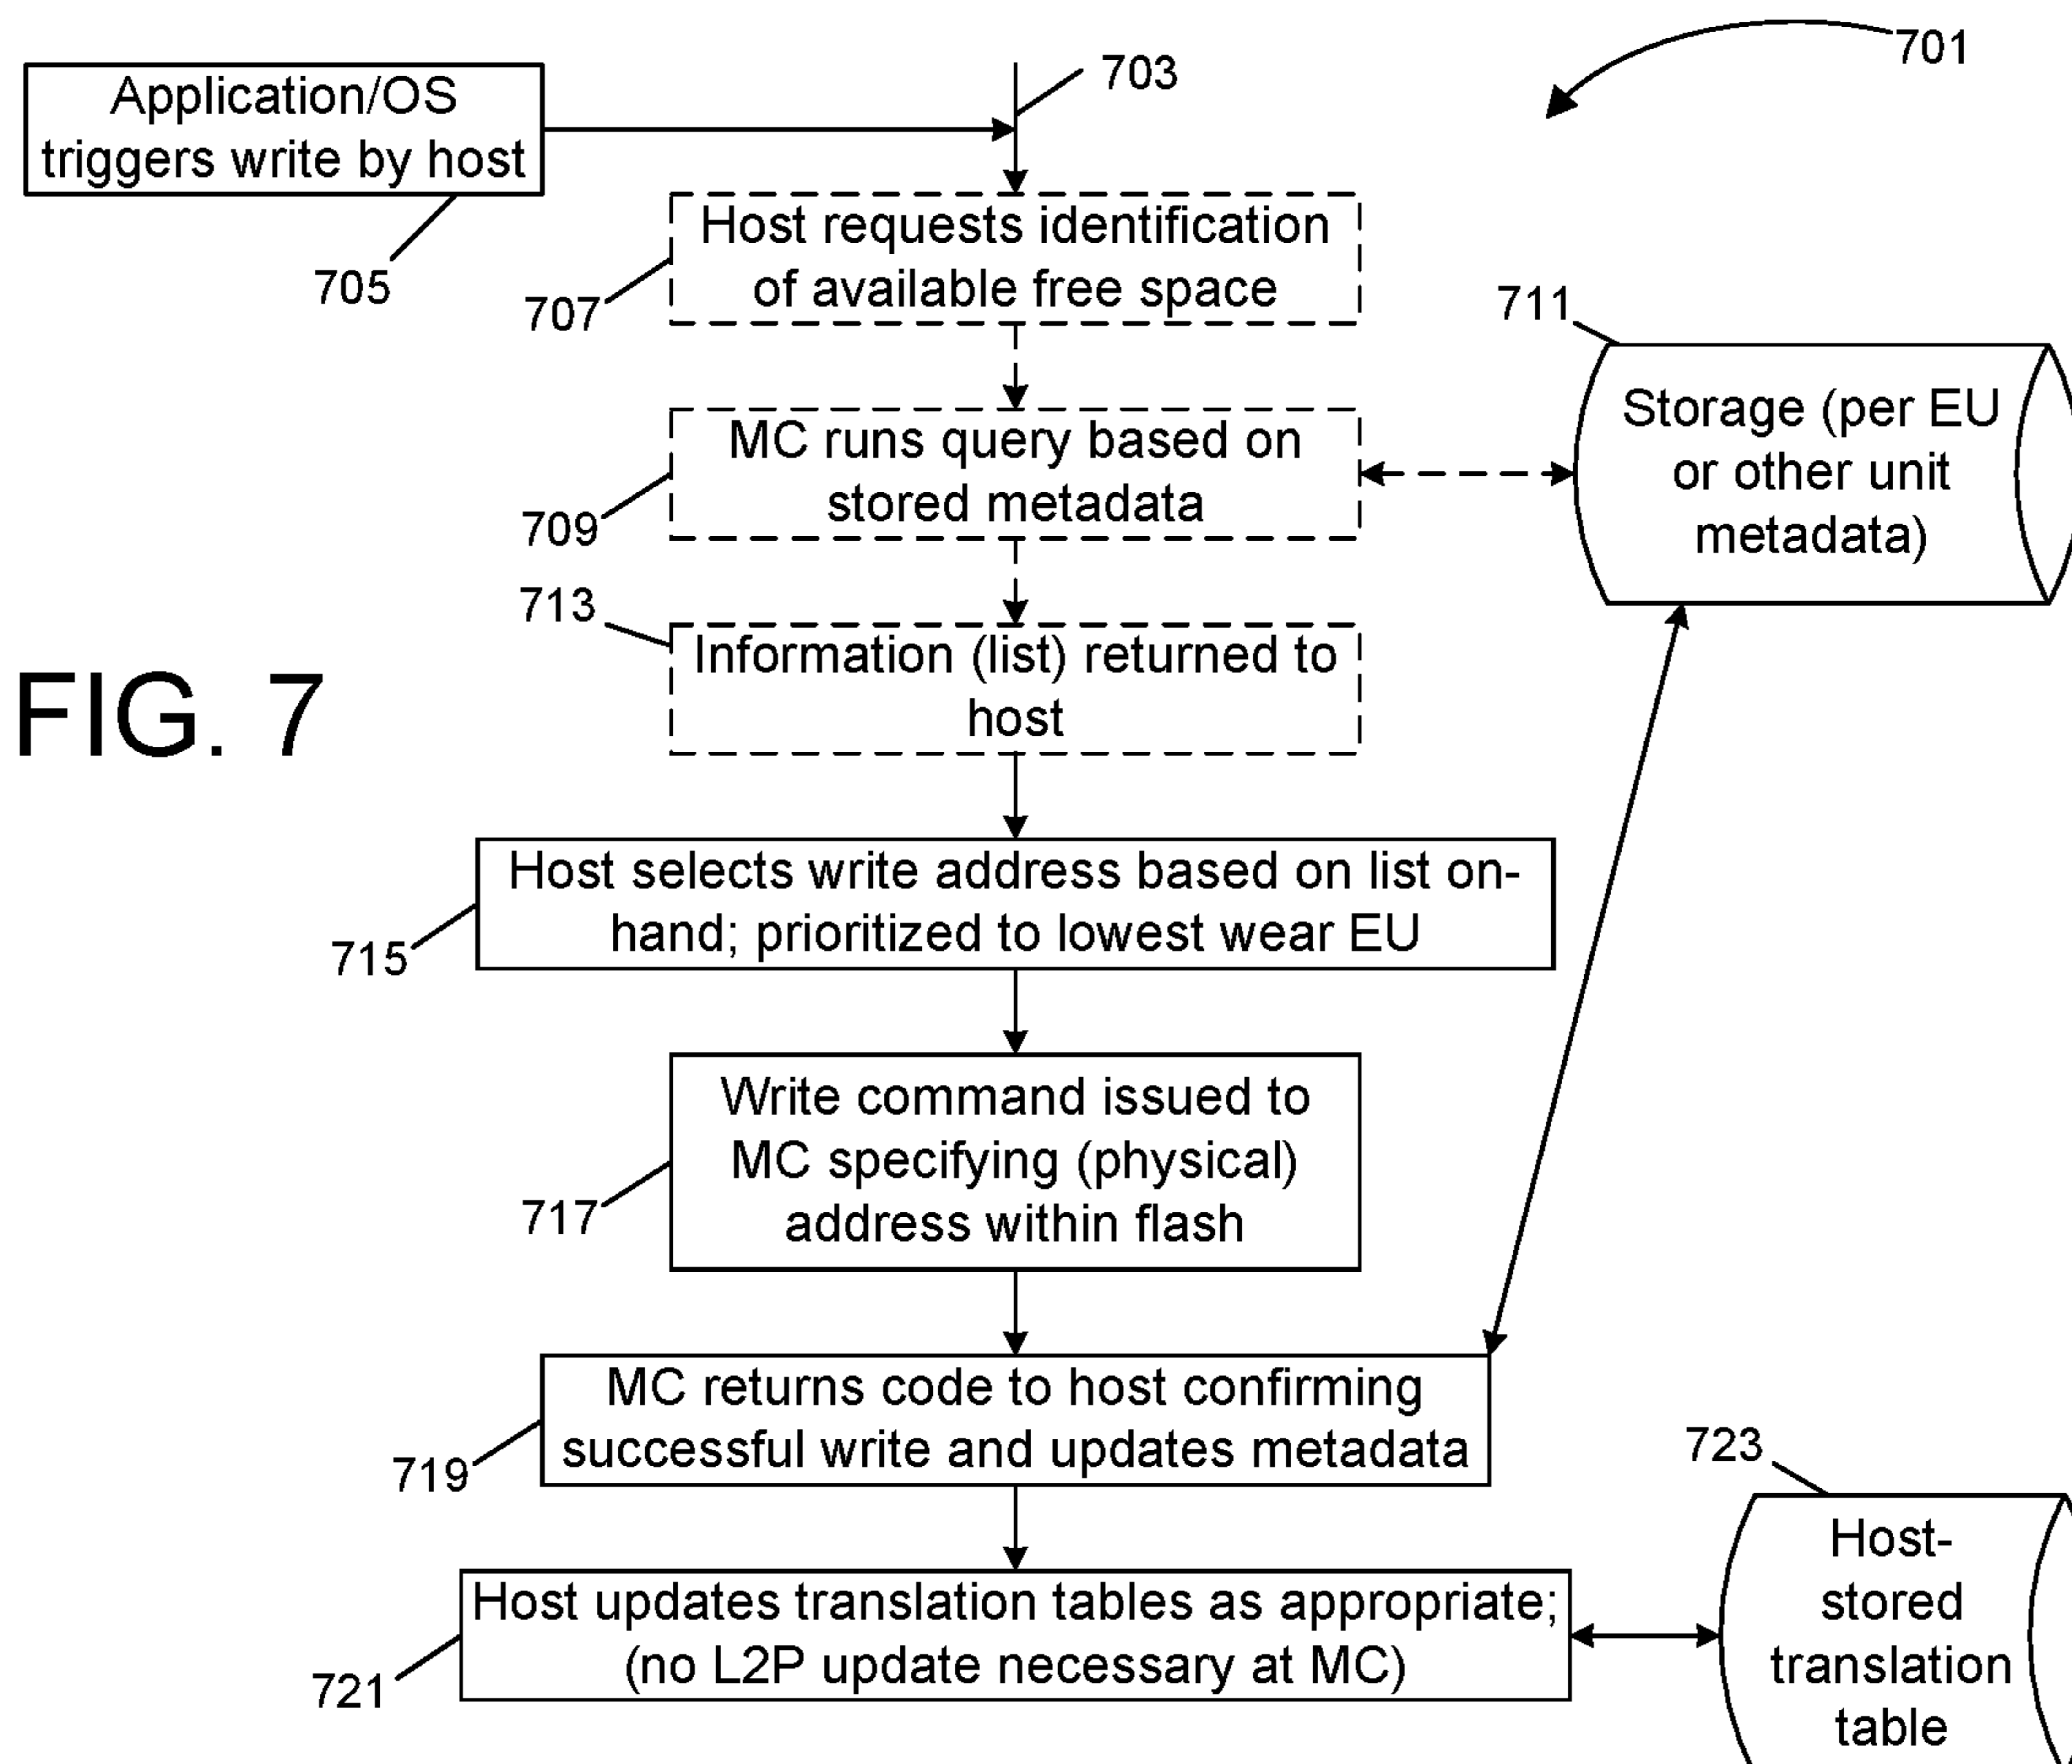 701
703
Application/OS
triggers write by host
705
Host requests identification
of available free space
707
711
Storage (per EU
or other unit
metadata)
MC runs query based on
stored metadata
709
713
Information (list) returned to
host
FIG. 7
Host selects write address based on list on-
hand; prioritized to lowest wear EU
715
Write command issued to
MC specifying (physical)
address within flash
717
MC returns code to host confirming
successful write and updates metadata
719
723
Host-
stored
translation
table
Host updates translation tables as appropriate;
(no L2P update necessary at MC)
721